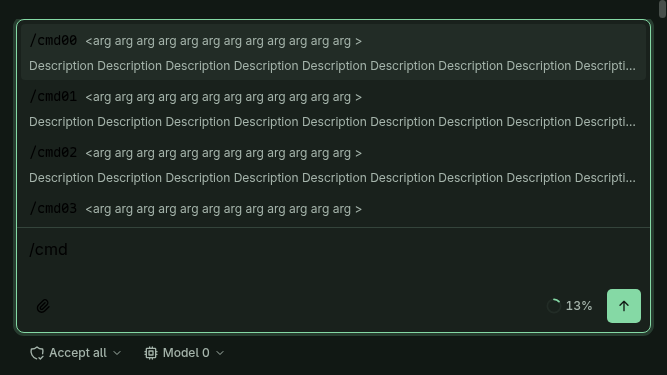 /cmd00 <arg arg arg arg arg arg arg arg arg arg arg arg >
Description Description Description Description Description Description Description Description Descripti...
/cmd01 <arg arg arg arg arg arg arg arg arg arg arg arg >
Description Description Description Description Description Description Description Description Descripti...
/cmd02 <arg arg arg arg arg arg arg arg arg arg arg arg >
Description Description Description Description Description Description Description Description Descripti...
/cmd03 <arg arg arg arg arg arg arg arg arg arg arg arg >
/cmd
13%
Accept all Model 0